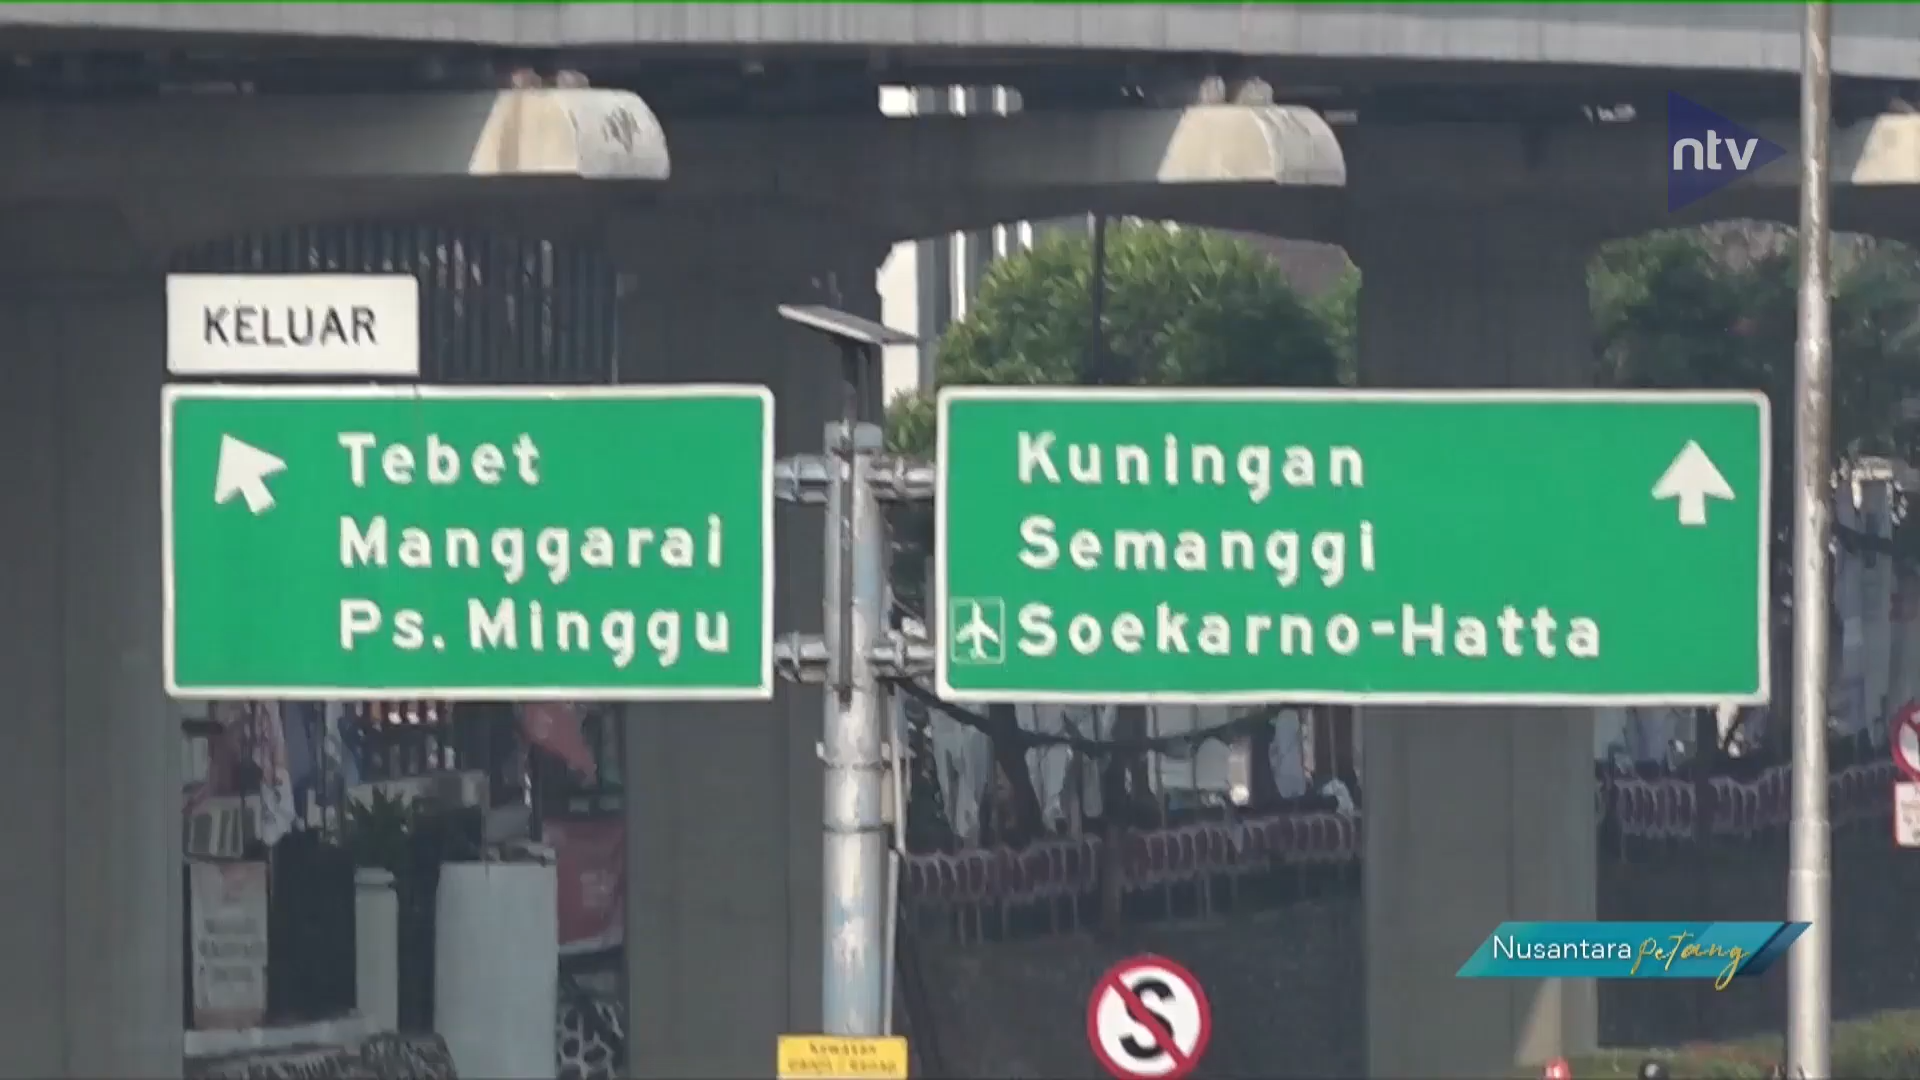 ntv
KELUAR
Tebet
Manggarai
Ps. Minggu
Kuningan
Semanggi
Soekarno-Hatta
Nusantara Petang
S